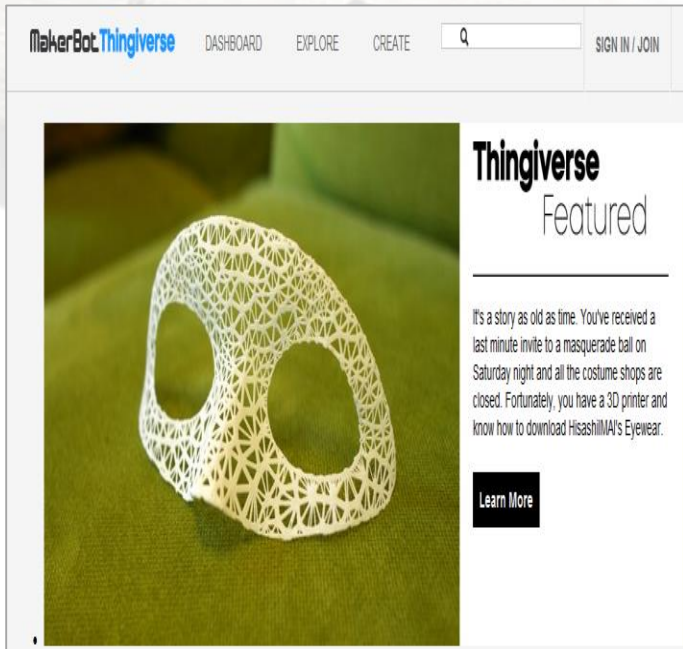 MakerBot.Thingiverse DASHBOARD EXPLORE CREATE SIGN IN / JOIN
Thingiverse
Featured
It's a story as old as time. You've received a
last minute invite to a masquerade ball on
Saturday night and all the costume shops are
closed. Fortunately, you have a 3D printer and
know how to download HisashiIMAI's Eyewear.
Learn More